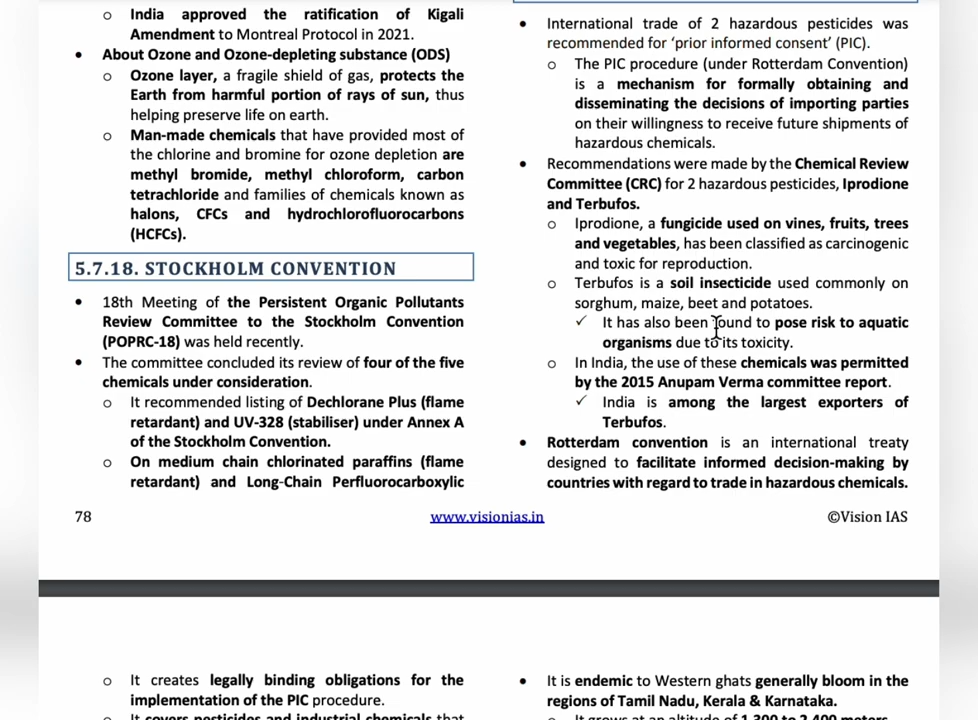 o India approved the ratification of Kigali
Amendment to Montreal Protocol in 2021.
• About Ozone and Ozone-depleting substance (ODS)
o Ozone layer, a fragile shield of gas, protects the
Earth from harmful portion of rays of sun, thus
helping preserve life on earth.
o Man-made chemicals that have provided most of
the chlorine and bromine for ozone depletion are
methyl bromide, methyl chloroform, carbon
tetrachloride and families of chemicals known as
halons, CFCs and hydrochlorofluorocarbons
(HCFCs).
5.7.18. STOCKHOLM CONVENTION
• 18th Meeting of the Persistent Organic Pollutants
Review Committee to the Stockholm Convention
(POPRC-18) was held recently.
• The committee concluded its review of four of the five
chemicals under consideration.
o It recommended listing of Dechlorane Plus (flame
retardant) and UV-328 (stabiliser) under Annex A
of the Stockholm Convention.
o On medium chain chlorinated paraffins (flame
retardant) and Long-Chain Perfluorocarboxylic
• International trade of 2 hazardous pesticides was
recommended for ‘prior informed consent’ (PIC).
o The PIC procedure (under Rotterdam Convention)
is a mechanism for formally obtaining and
disseminating the decisions of importing parties
on their willingness to receive future shipments of
hazardous chemicals.
• Recommendations were made by the Chemical Review
Committee (CRC) for 2 hazardous pesticides, Iprodione
and Terbufos.
o Iprodione, a fungicide used on vines, fruits, trees
and vegetables, has been classified as carcinogenic
and toxic for reproduction.
o Terbufos is a soil insecticide used commonly on
sorghum, maize, beet and potatoes.
✓ It has also been found to pose risk to aquatic
organisms due to its toxicity.
o In India, the use of these chemicals was permitted
by the 2015 Anupam Verma committee report.
✓ India is among the largest exporters of
Terbufos.
• Rotterdam convention is an international treaty
designed to facilitate informed decision-making by
countries with regard to trade in hazardous chemicals.
78
www.visionias.in
©Vision IAS
o It creates legally binding obligations for the
implementation of the PIC procedure.
o It covers pesticides and industrial chemicals that
• It is endemic to Western ghats generally bloom in the
regions of Tamil Nadu, Kerala & Karnataka.
o It grows at an altitude of 1,300 to 2,400 meters